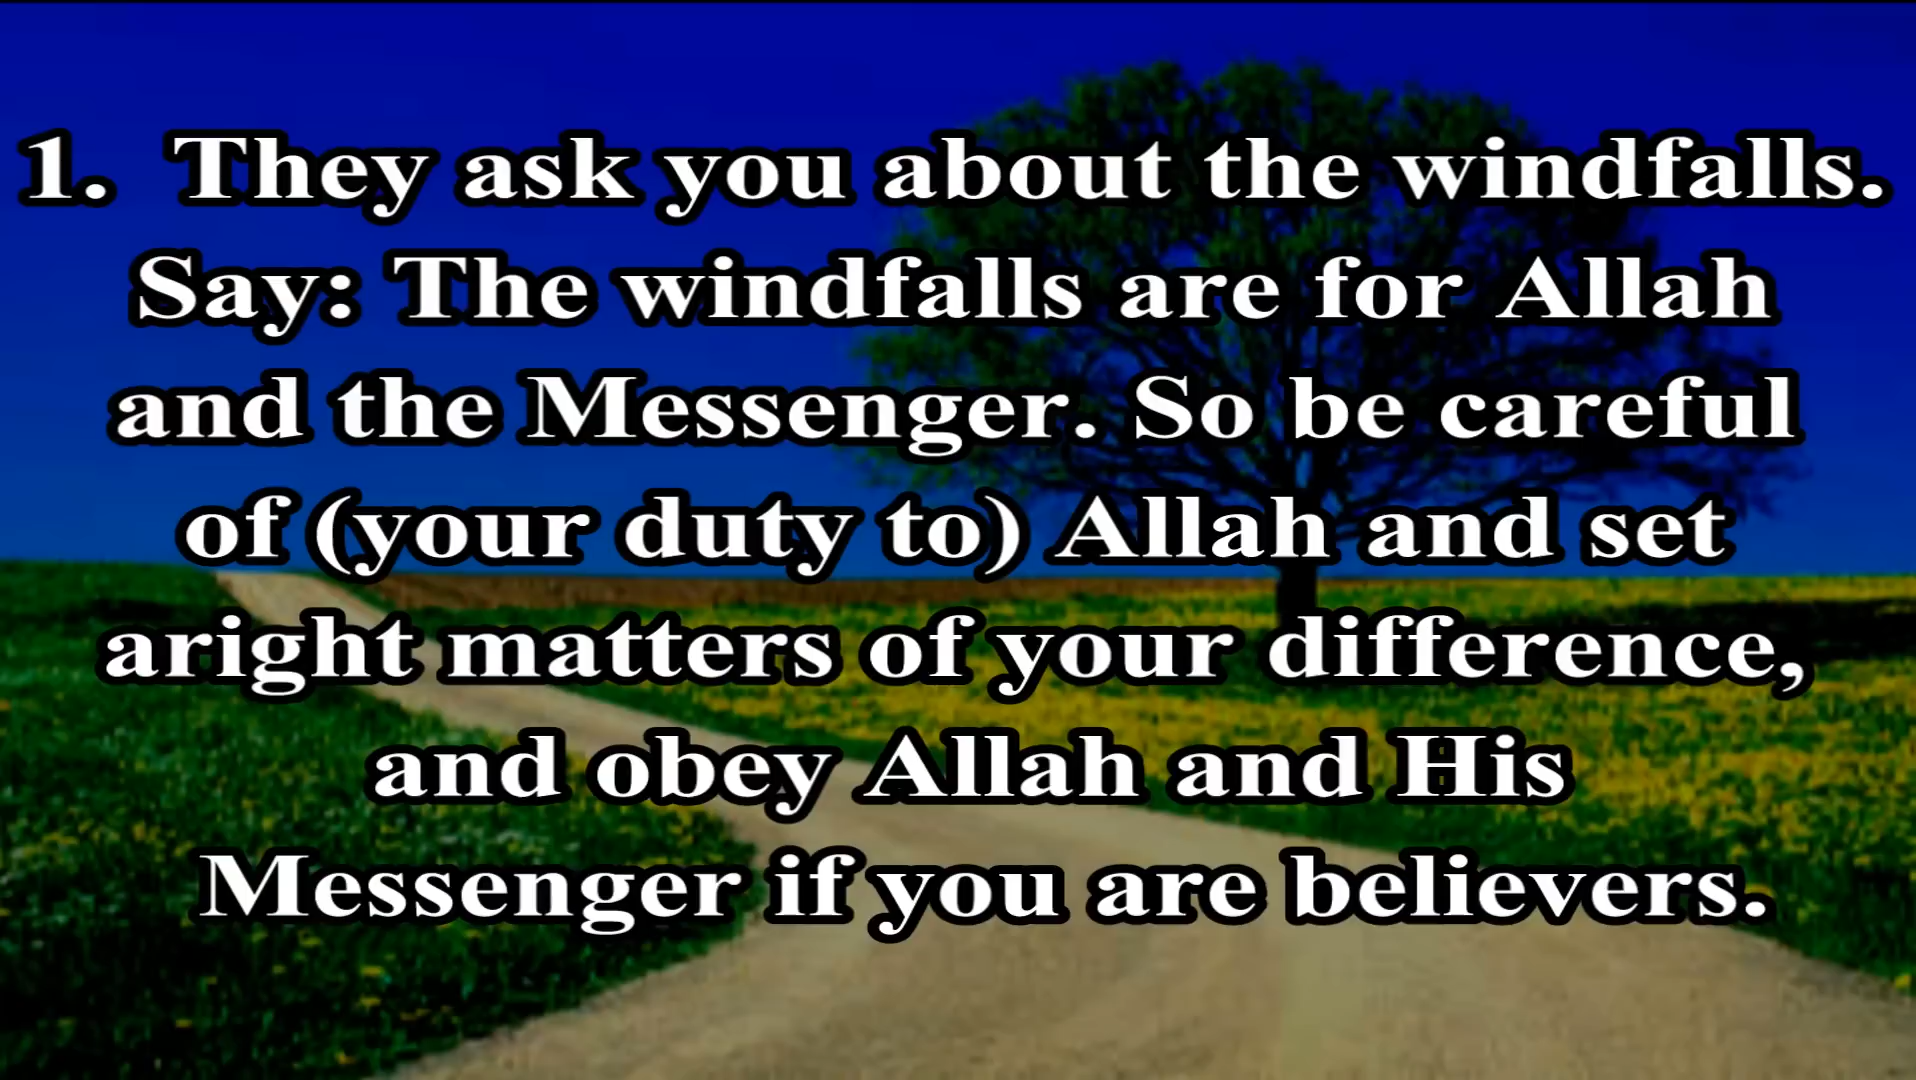 1. They ask you about the windfalls.
Say: The windfalls are for Allah
and the Messenger. So be careful
of (your duty to) Allah and set
aright matters of your difference,
and obey Allah and His
Messenger if you are believers.